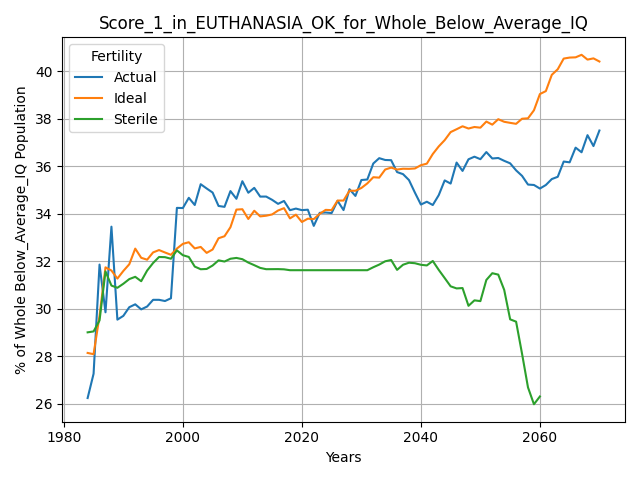 Score_1_in_EUTHANASIA_OK_for_Whole_Below_Average_IQ
% of Whole Below_Average_IQ Population
Fertility
Actual
Ideal
Sterile
40
38
36
34
32
30
28
26
1980
2000
2020
2040
2060
Years